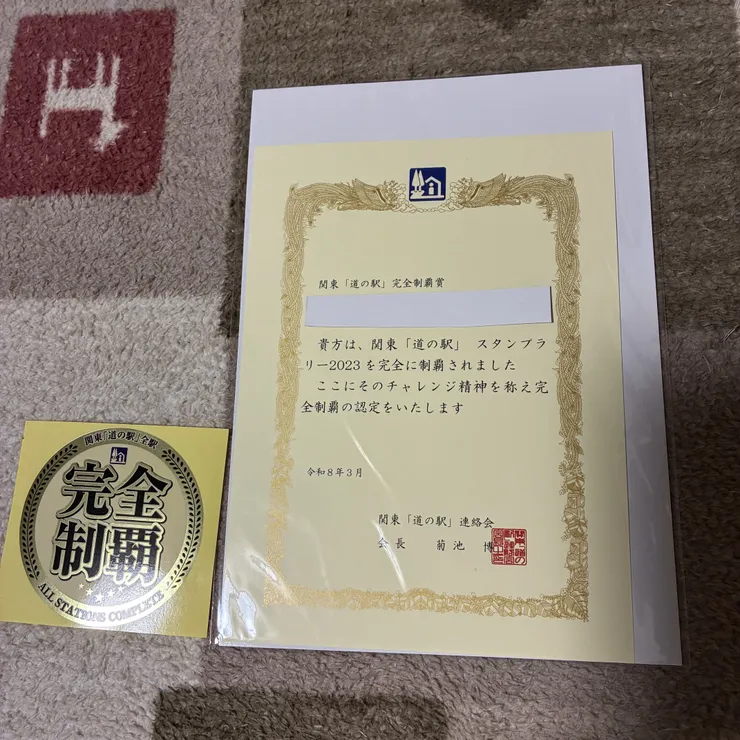 関東「道の駅」完全制覇賞
貴方は、関東「道の駅」 スタンプラ
リー2023を完全に制覇されました
ここにそのチャレンジ精神を称え完
全制覇の認定をいたします
令和8年3月
関東「道の駅」連絡会
会長 菊池 博
関東「道の駅」全駅
完全
制覇
ALL STATIONS COMPLETE